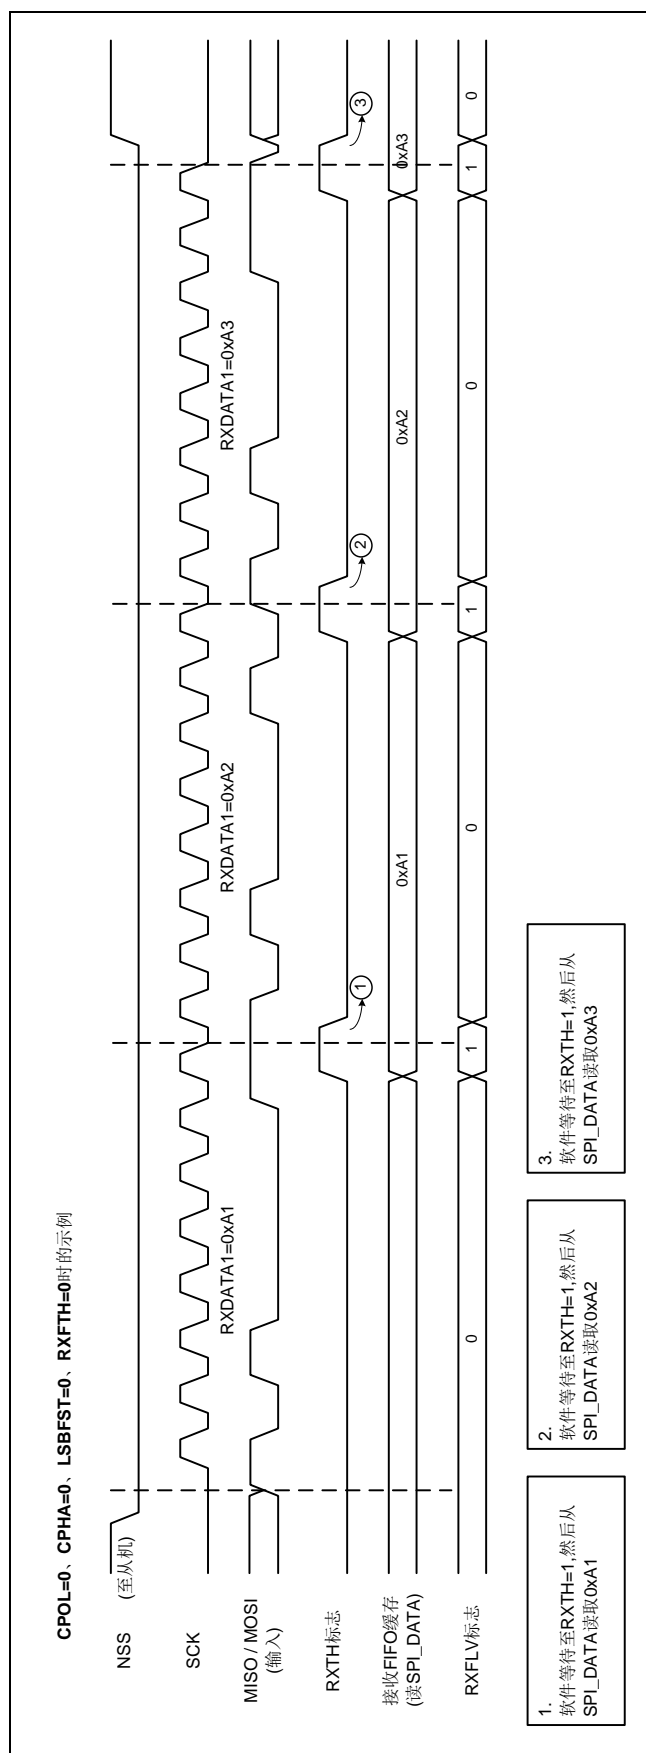 CPOL=0、CPHA=0、LSBFST=0、RXFTH=0时的示例
NSS
(至从机)
SCK
RXDATA1=0xA1
RXDATA1=0xA2
RXDATA1=0xA3
MISO / MOSI
(输入)
RXTH标志
1
2
3
接收FIFO缓存
(读SPI_DATA)
0xA1
0xA2
0xA3
RXFLV标志
0
1
0
1
0
1
0
1.
软件等待至RXTH=1,然后从
SPI_DATA读取0xA1
2.
软件等待至RXTH=1,然后从
SPI_DATA读取0xA2
3.
软件等待至RXTH=1,然后从
SPI_DATA读取0xA3